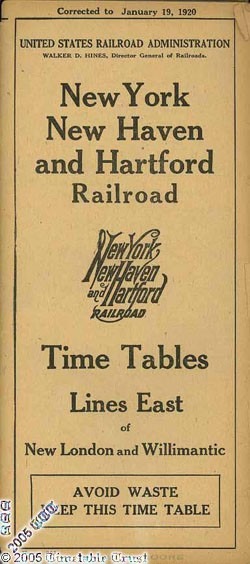 Corrected to January 19, 1920
UNITED STATES RAILROAD ADMINISTRATION
WALKER D. HINES, Director General of Railroads.
New York
New Haven
and Hartford
Railroad
New York
New Haven
and Hartford
RAILROAD
Time Tables
Lines East
of
New London and Willimantic
AVOID WASTE
KEEP THIS TIME TABLE
© 2005
© 2005 Timetable Trust